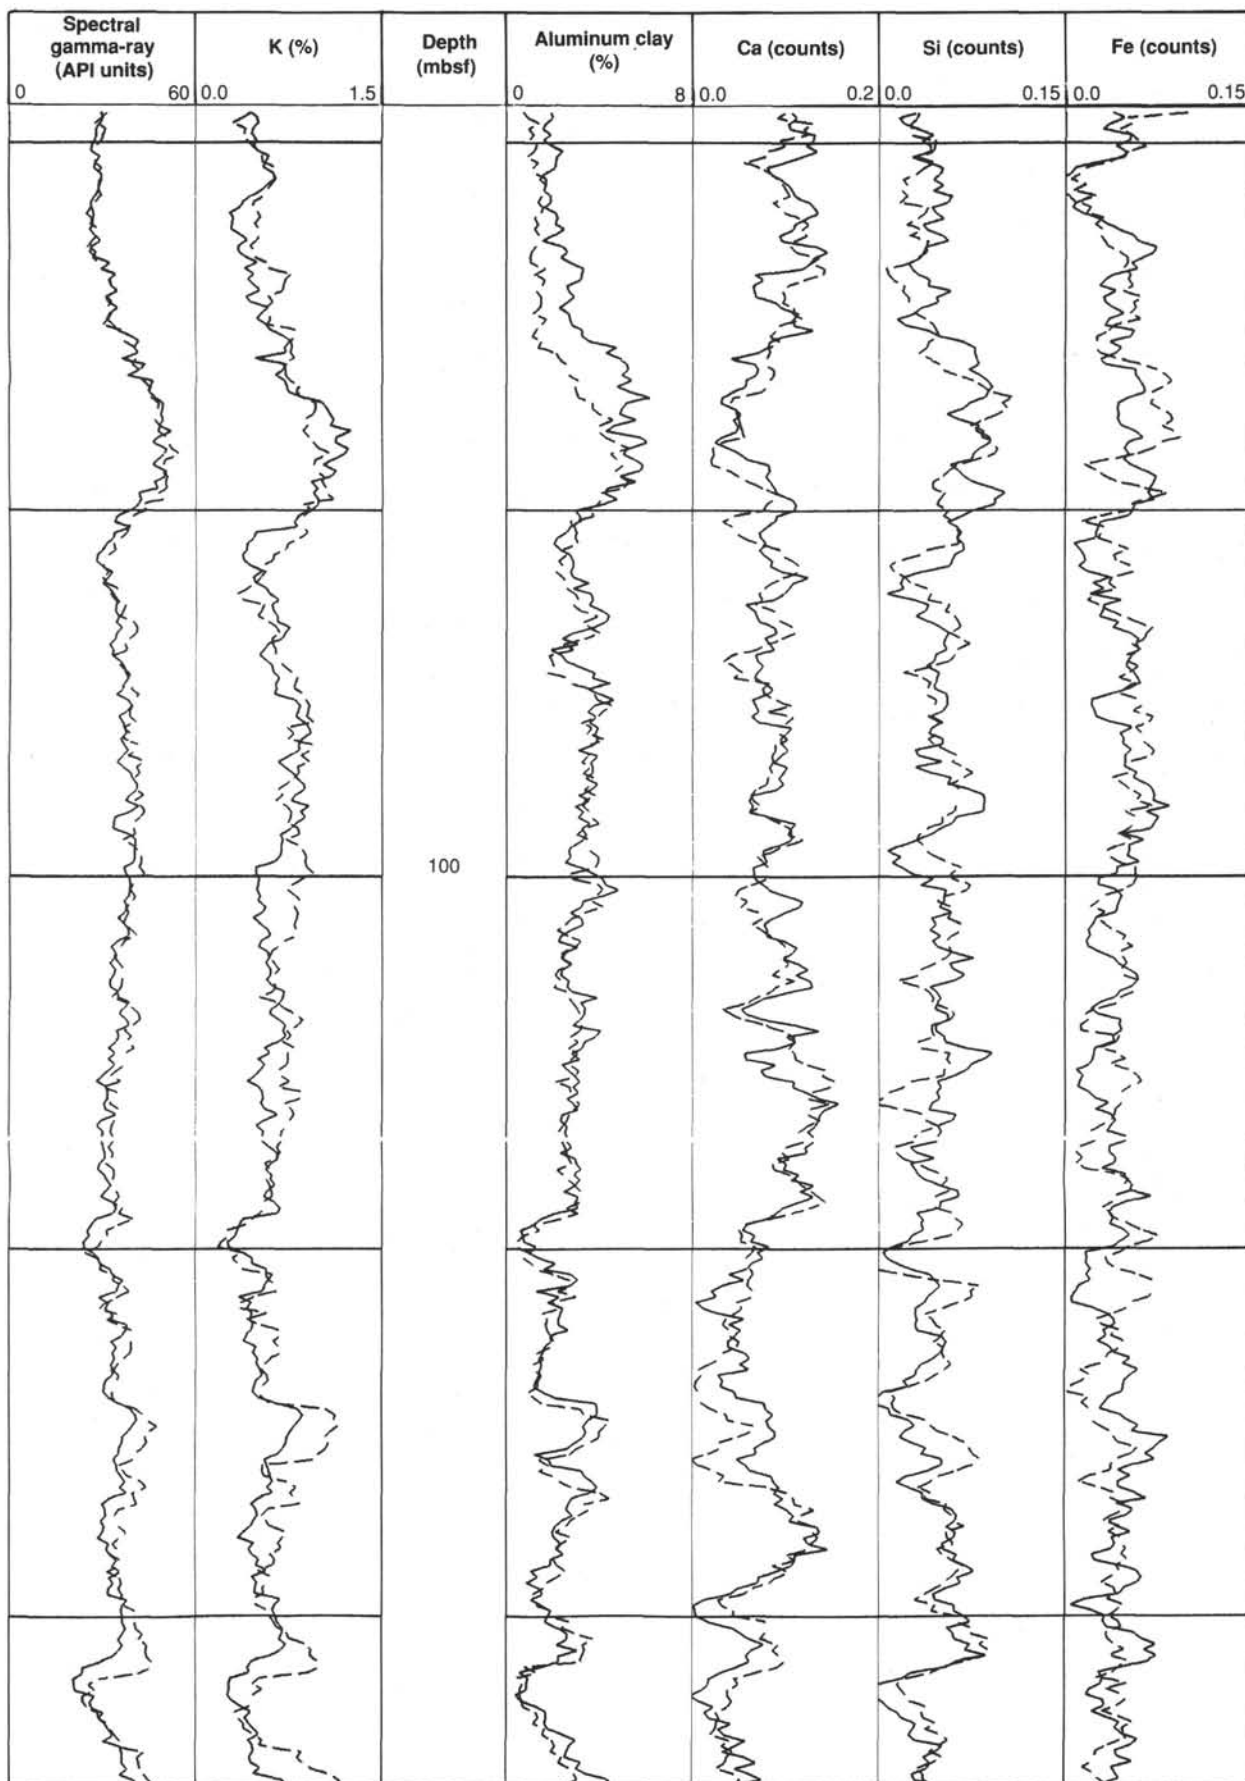 Spectral
gamma-ray
(API units)
K (%)
Depth
(mbsf)
Aluminum clay
(%)
Ca (counts)
Si (counts)
Fe (counts)
0 60 0.0 1.5 0 8 0.0 0.2 0.0 0.15 0.0 0.15
100